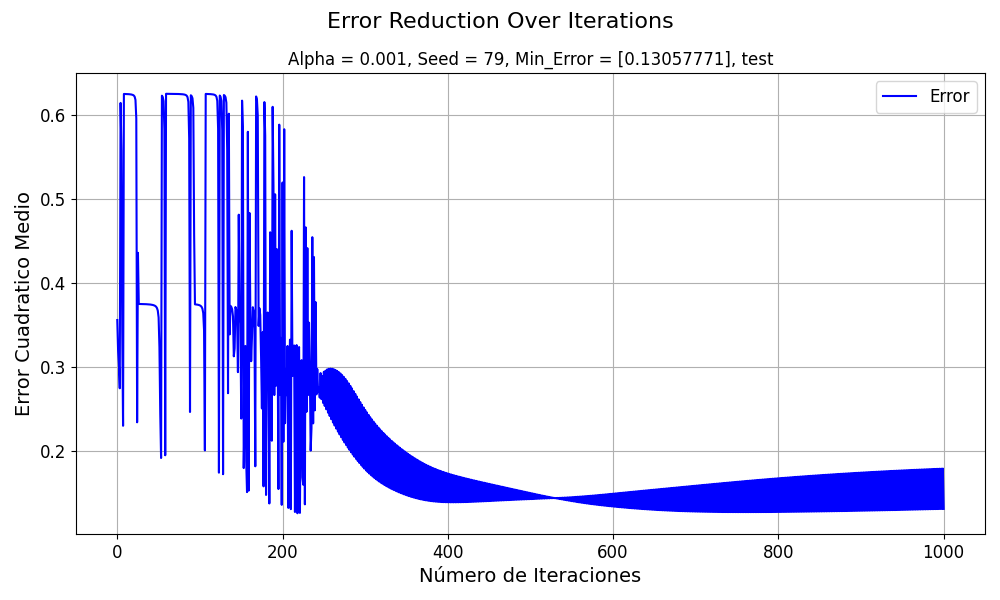 Error Reduction Over Iterations
Alpha = 0.001, Seed = 79, Min_Error = [0.13057771], test
Error
0.6
0.5
0.4
0.3
0.2
Error Cuadratico Medio
0 200 400 600 800 1000
Número de Iteraciones